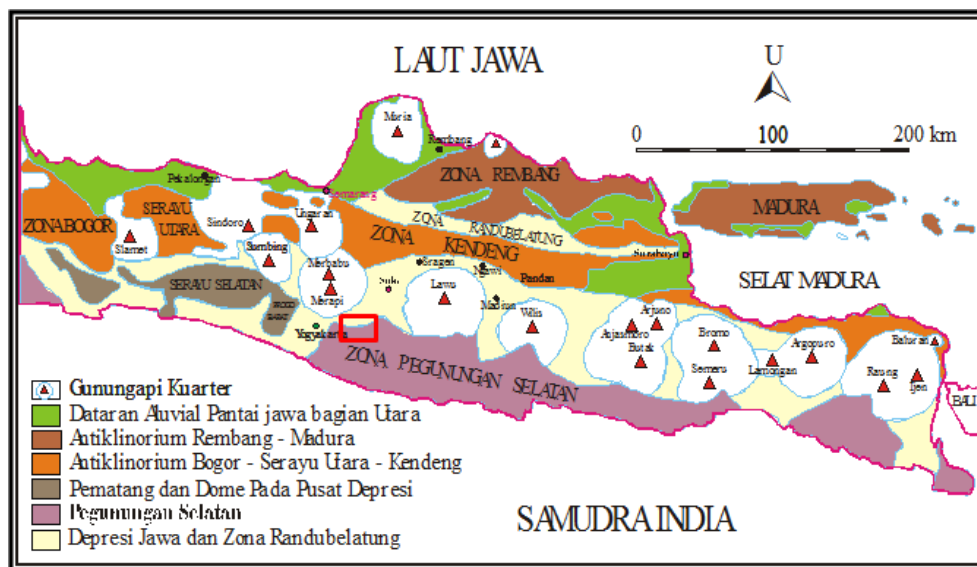 LAUT JAWA
U
0 100 200 km
Moria
Rembang
ZONA REMBANG
MADURA
Pekalongan
Semarang
ZONA BOGOR
SERAYU
UTARA
Sindoro
Ungaran
ZONA
RANDUBELATUNG
Slamet
Sumbing
ZONA
KENDENG
Surabaya
Sragen
Ngawi
Pandan
SELAT MADURA
SERAYU SELATAN
Merbabu
Merapi
Solo
Lawu
Madiun
Wilis
Arjuno
Anjasmoro
Butak
Bromo
Semeru
Lamongan
Argopuro
Baluran
Raung
Ijen
BALI
Yogyakarta
ZONA PEGUNUNGAN SELATAN
Gunungapi Kuarter
Dataran Aluvial Pantai jawa bagian Utara
Antiklinorium Rembang - Madura
Antiklinorium Bogor - Serayu Utara - Kendeng
Pematang dan Dome Pada Pusat Depresi
Pegunungan Selatan
Depresi Jawa dan Zona Randubelatung
SAMUDRA INDIA